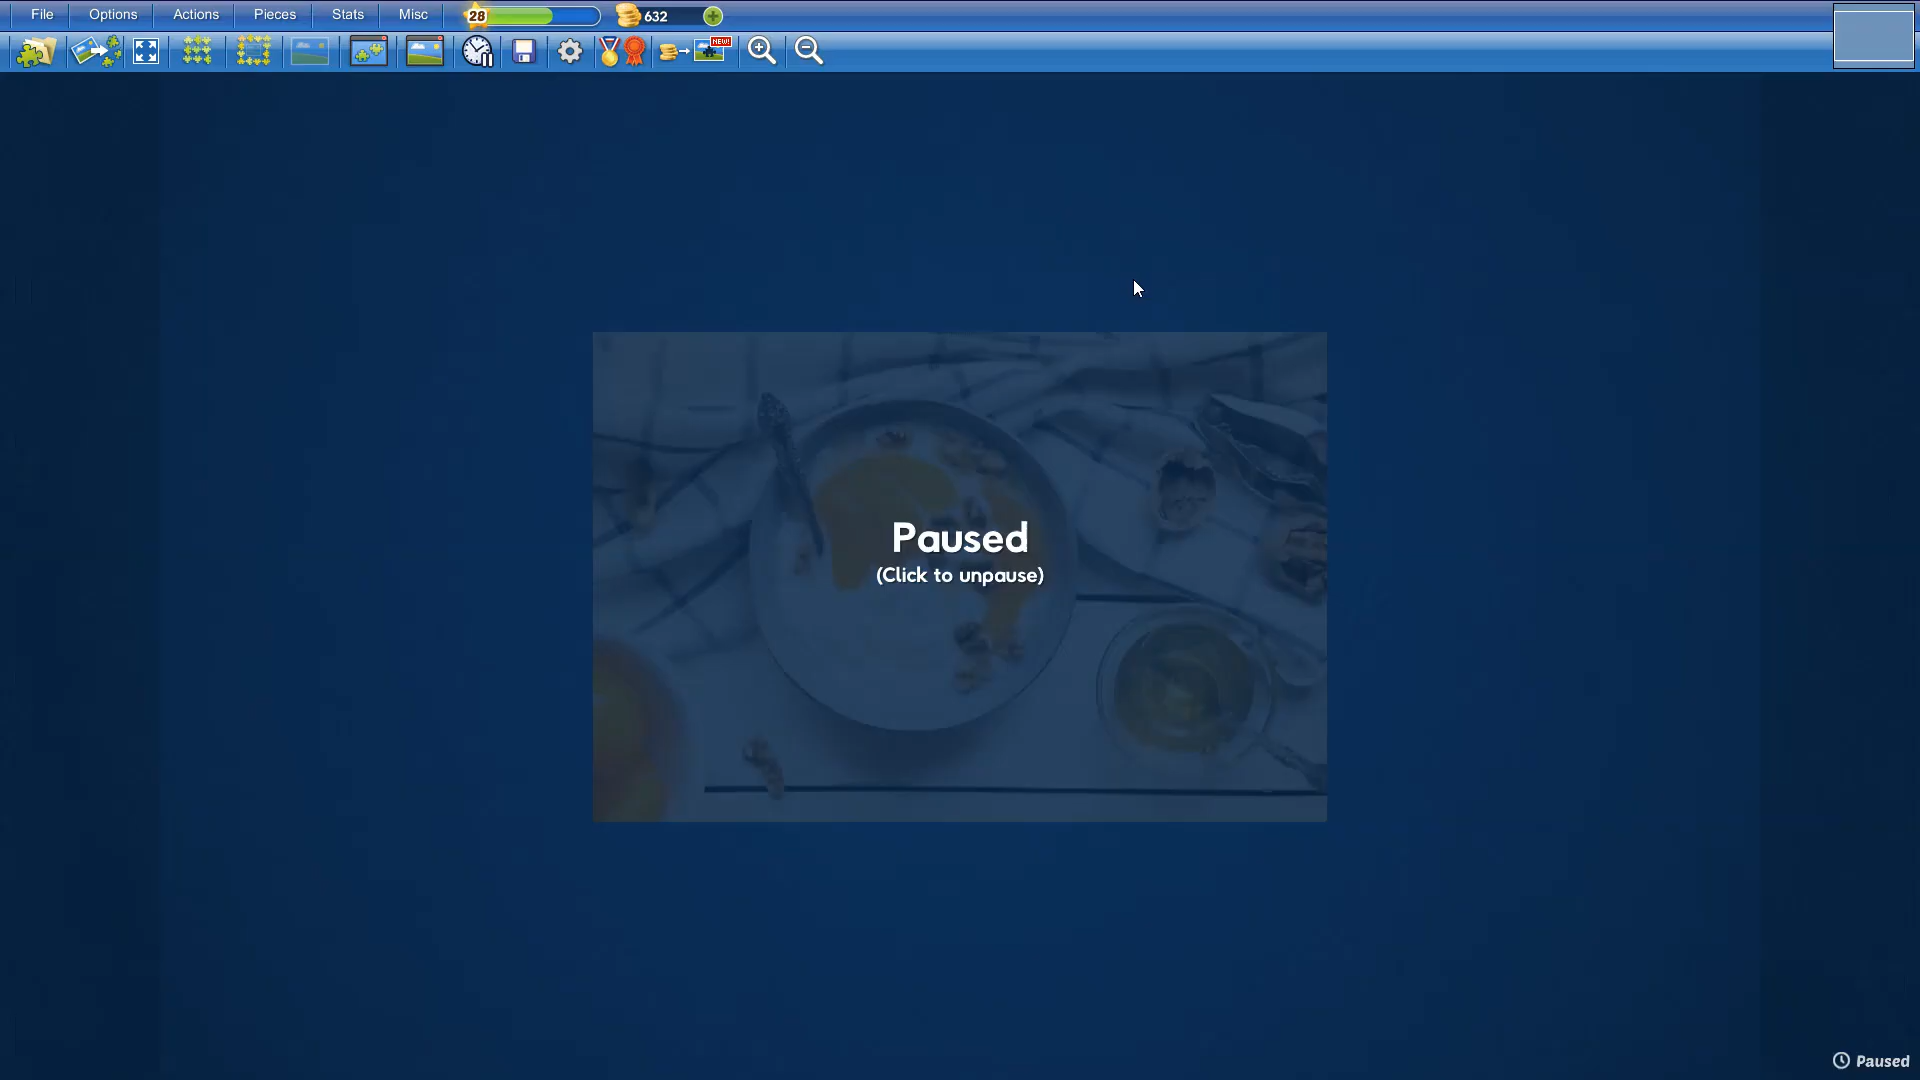 File Options Actions Pieces Stats Misc 28 632
NEW!
Paused
(Click to unpause)
Paused